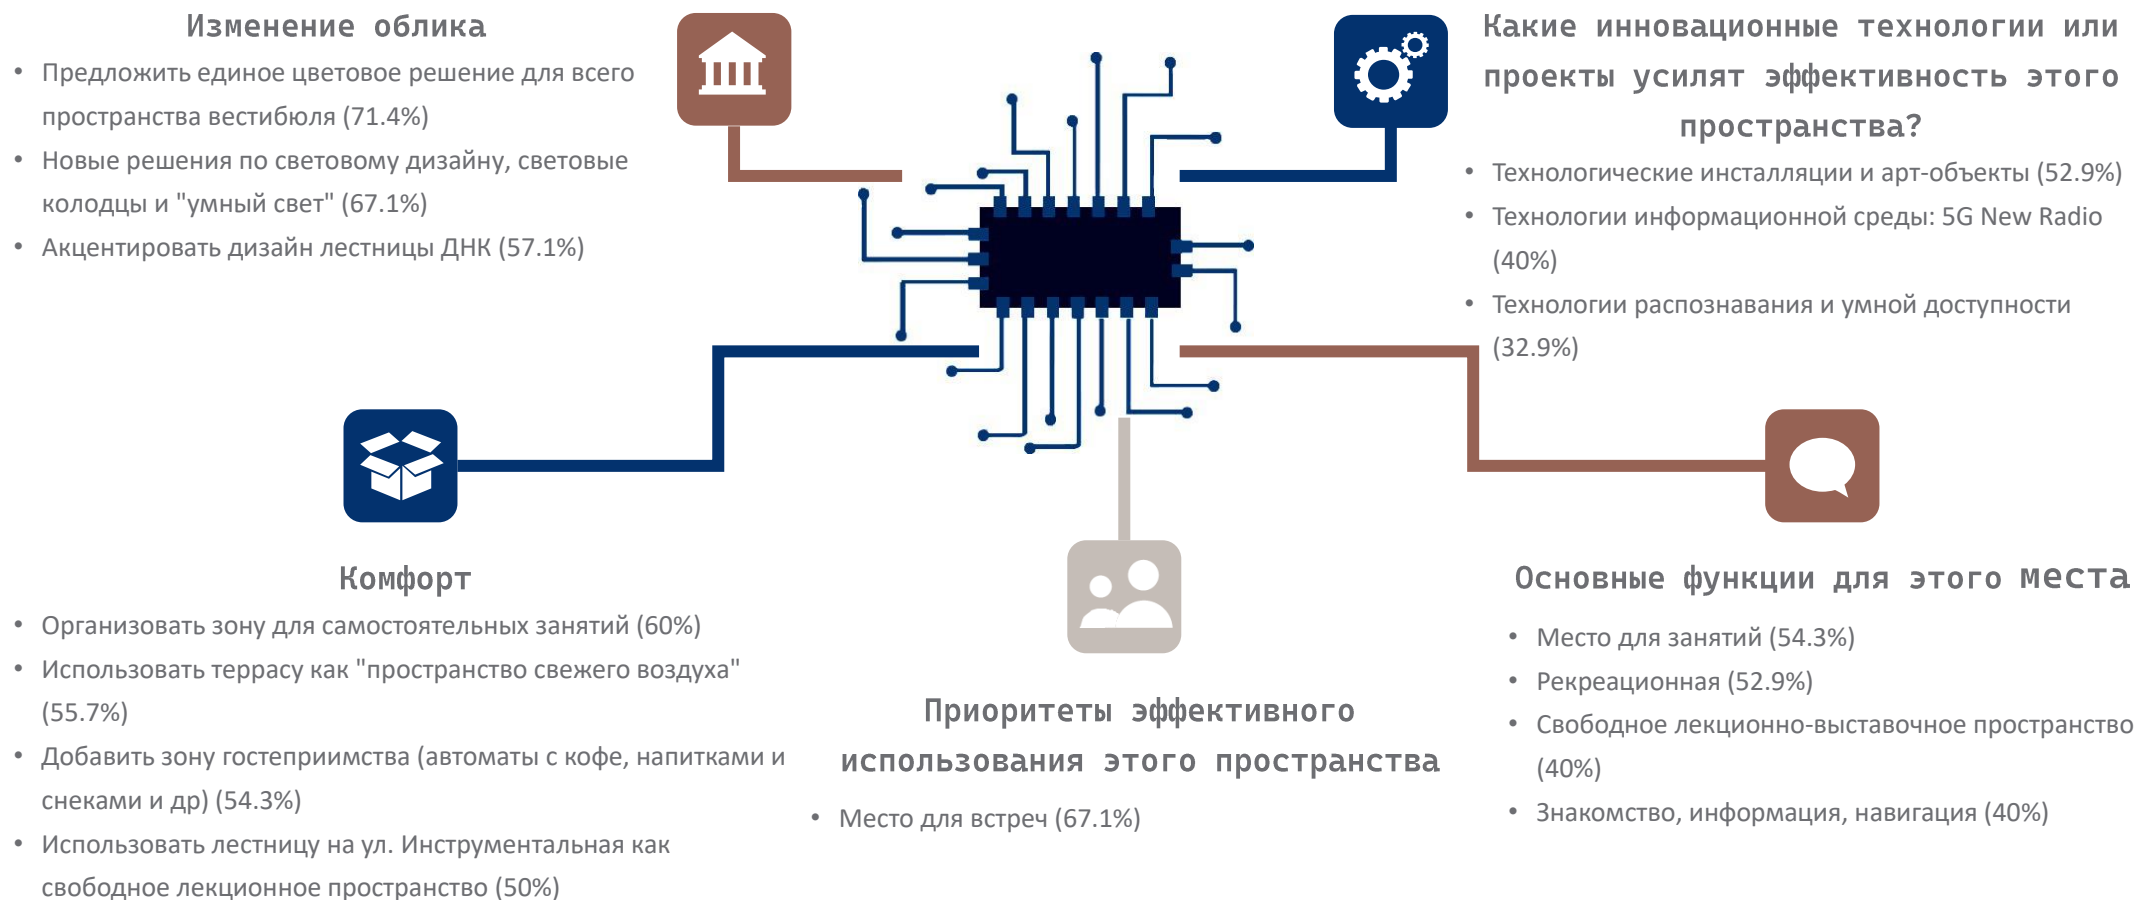 Изменение облика
• Предложить единое цветовое решение для всего
пространства вестибюля (71.4%)
• Новые решения по световому дизайну, световые
колодцы и "умный свет" (67.1%)
• Акцентировать дизайн лестницы ДНК (57.1%)
Какие инновационные технологии или
проекты усилят эффективность этого
пространства?
• Технологические инсталляции и арт-объекты (52.9%)
• Технологии информационной среды: 5G New Radio
(40%)
• Технологии распознавания и умной доступности
(32.9%)
Комфорт
• Организовать зону для самостоятельных занятий (60%)
• Использовать террасу как "пространство свежего воздуха"
(55.7%)
• Добавить зону гостеприимства (автоматы с кофе, напитками и
снеками и др) (54.3%)
• Использовать лестницу на ул. Инструментальная как
свободное лекционное пространство (50%)
Приоритеты эффективного
использования этого пространства
• Место для встреч (67.1%)
Основные функции для этого места
• Место для занятий (54.3%)
• Рекреационная (52.9%)
• Свободное лекционно-выставочное пространство
(40%)
• Знакомство, информация, навигация (40%)